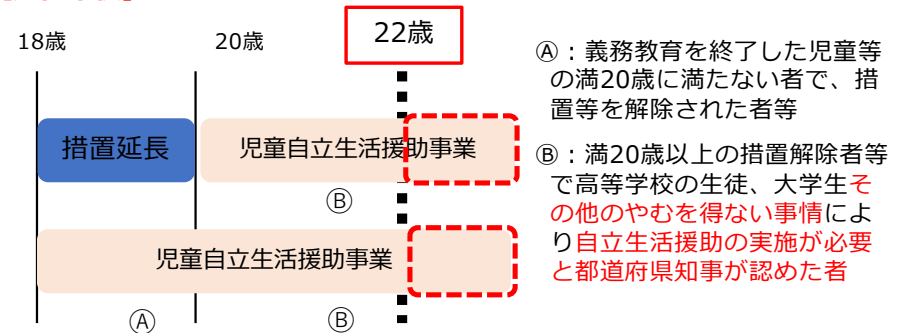 18歳
20歳
22歳
措置延長
児童自立生活援助事業
Ⓑ
児童自立生活援助事業
Ⓐ
Ⓑ
Ⓐ：義務教育を終了した児童等
の満20歳に満たない者で、措
置等を解除された者等
Ⓑ：満20歳以上の措置解除者等
で高等学校の生徒、大学生そ
の他のやむを得ない事情によ
り自立生活援助の実施が必要
と都道府県知事が認めた者